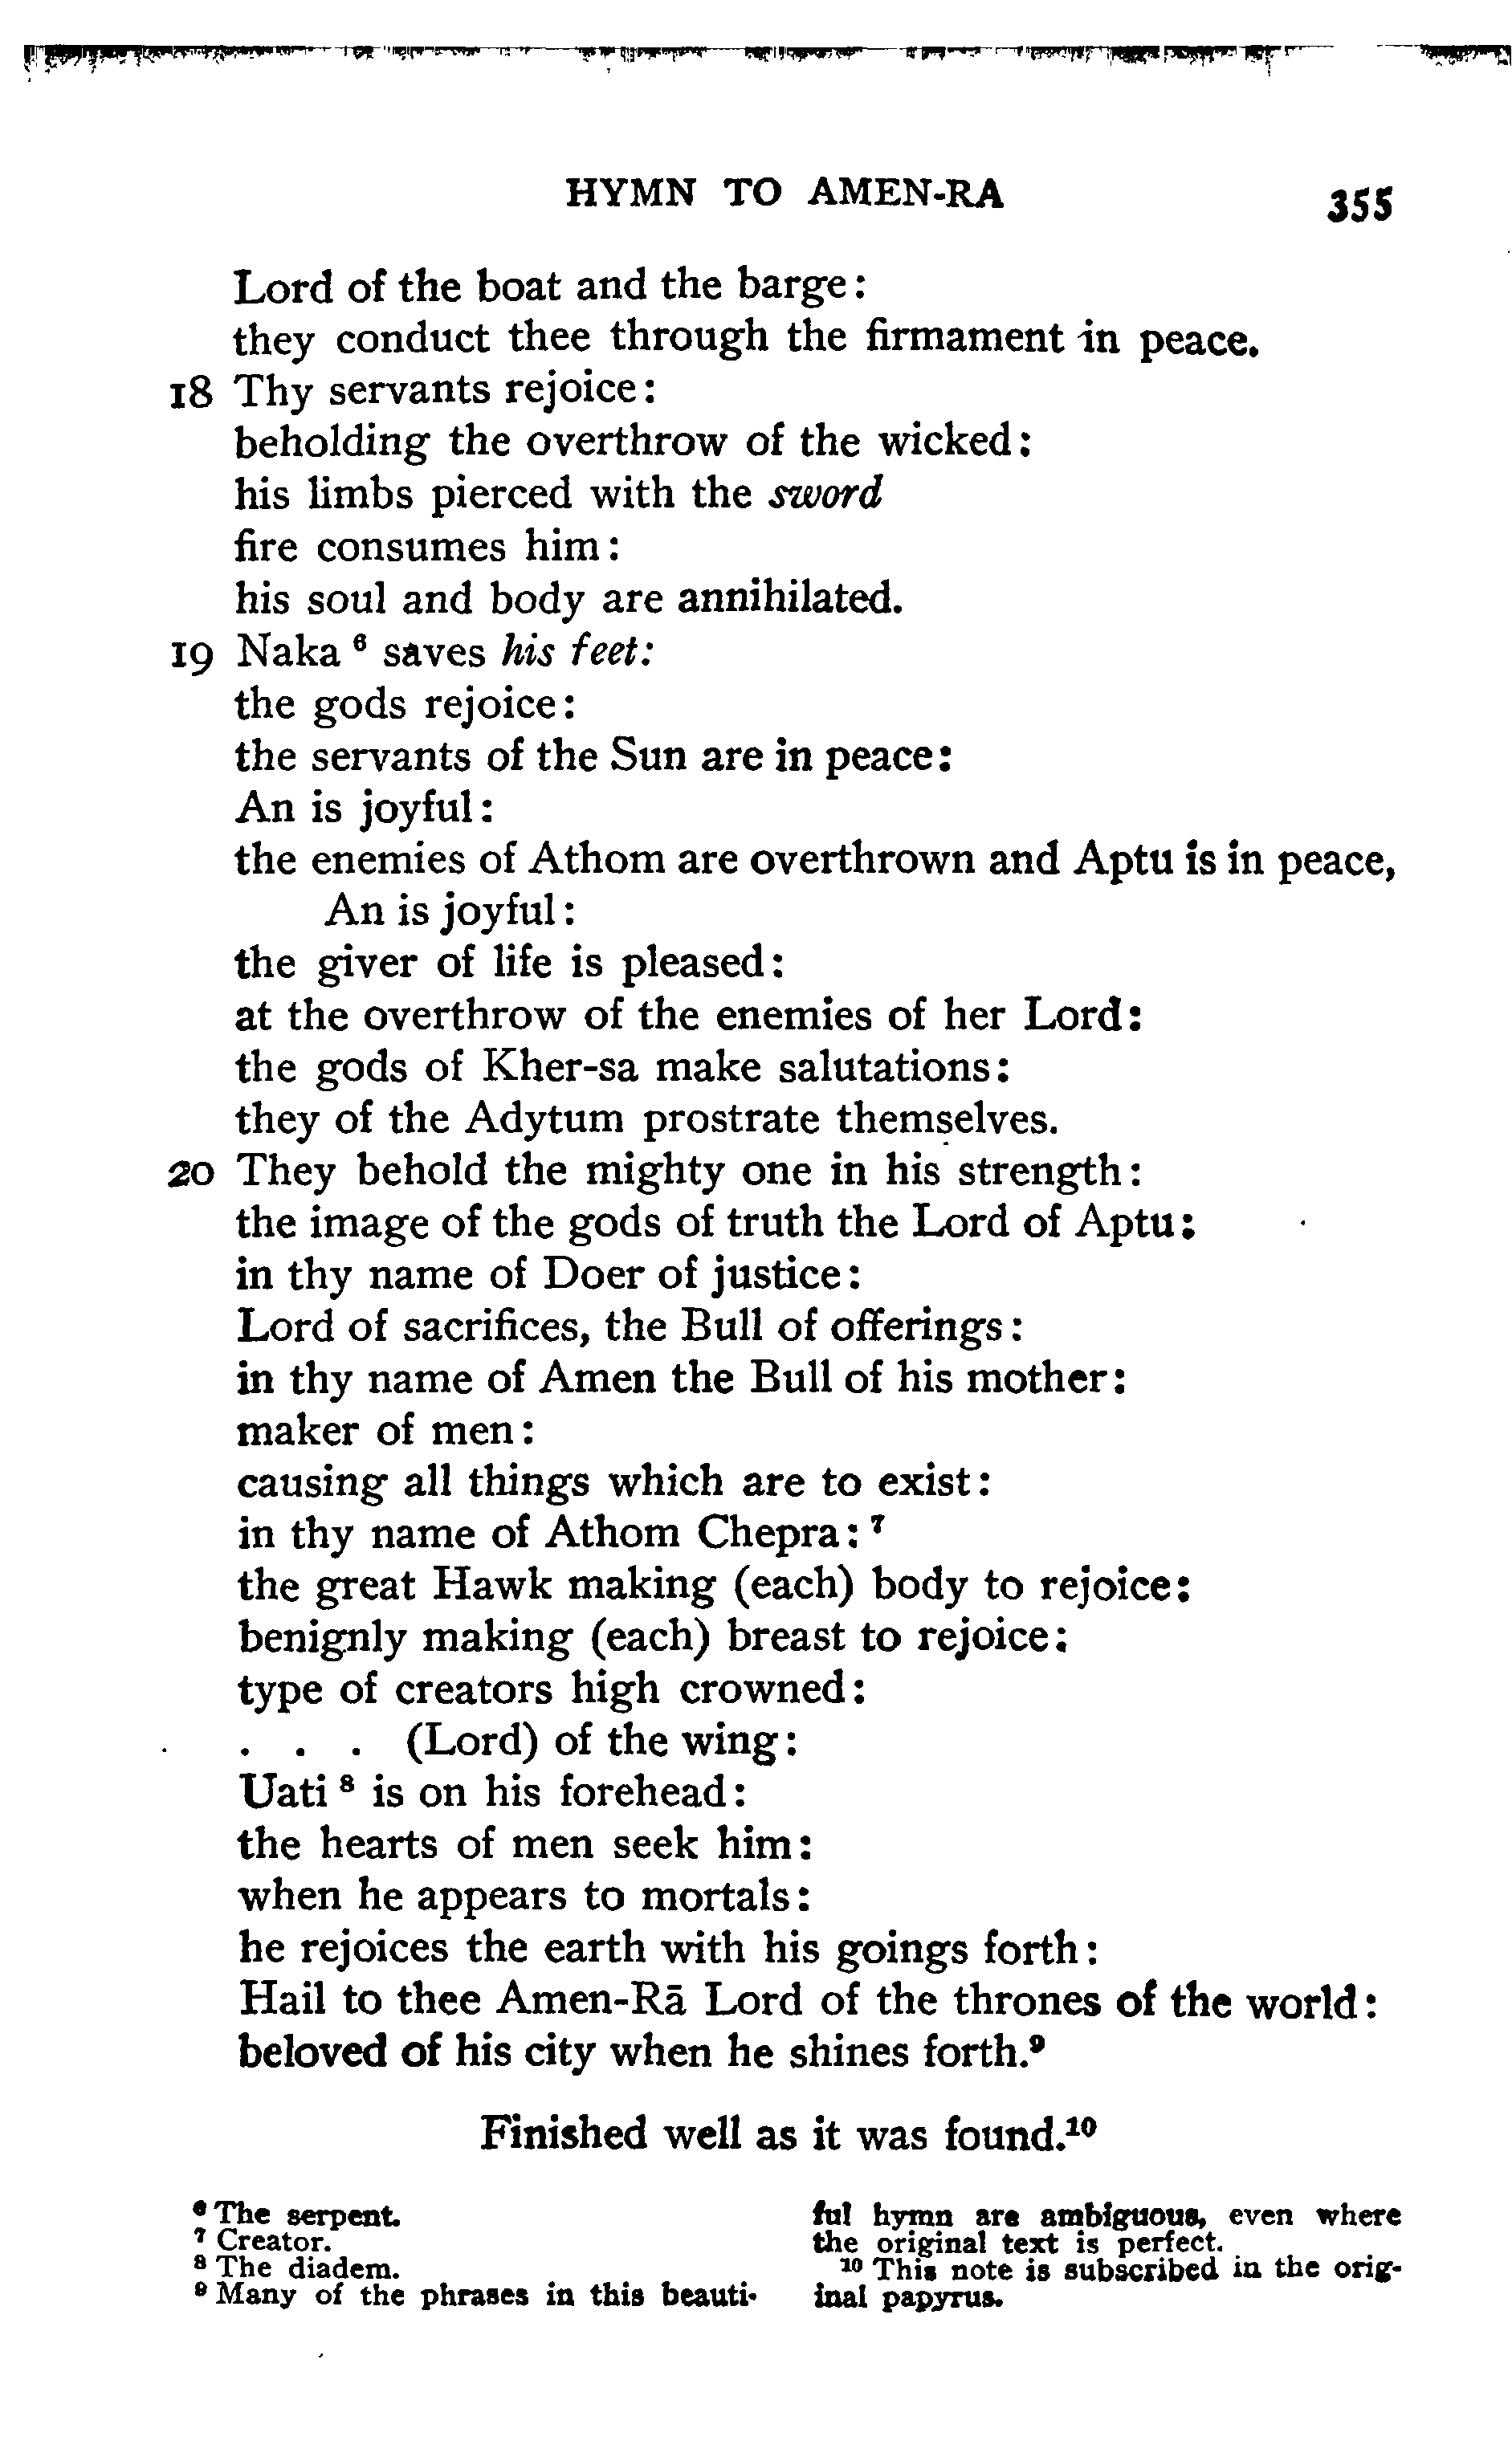 HYMN TO AMEN-RA 355
Lord of the boat and the barge:
they conduct thee through the firmament in peace.
18 Thy servants rejoice:
beholding the overthrow of the wicked:
his limbs pierced with the sword
fire consumes him:
his soul and body are annihilated.
19 Naka ⁶ saves his feet:
the gods rejoice:
the servants of the Sun are in peace:
An is joyful:
the enemies of Athom are overthrown and Aptu is in peace,
An is joyful:
the giver of life is pleased:
at the overthrow of the enemies of her Lord:
the gods of Kher-sa make salutations:
they of the Adytum prostrate themselves.
20 They behold the mighty one in his strength:
the image of the gods of truth the Lord of Aptu:
in thy name of Doer of justice:
Lord of sacrifices, the Bull of offerings:
in thy name of Amen the Bull of his mother:
maker of men:
causing all things which are to exist:
in thy name of Athom Chepra: ⁷
the great Hawk making (each) body to rejoice:
benignly making (each) breast to rejoice:
type of creators high crowned:
. . . (Lord) of the wing:
Uati ⁸ is on his forehead:
the hearts of men seek him:
when he appears to mortals:
he rejoices the earth with his goings forth:
Hail to thee Amen-Rā Lord of the thrones of the world:
beloved of his city when he shines forth.⁹
Finished well as it was found.¹⁰
⁶ The serpent.
⁷ Creator.
⁸ The diadem.
⁹ Many of the phrases in this beauti-
ful hymn are ambiguous, even where
the original text is perfect.
¹⁰ This note is subscribed in the orig-
inal papyrus.